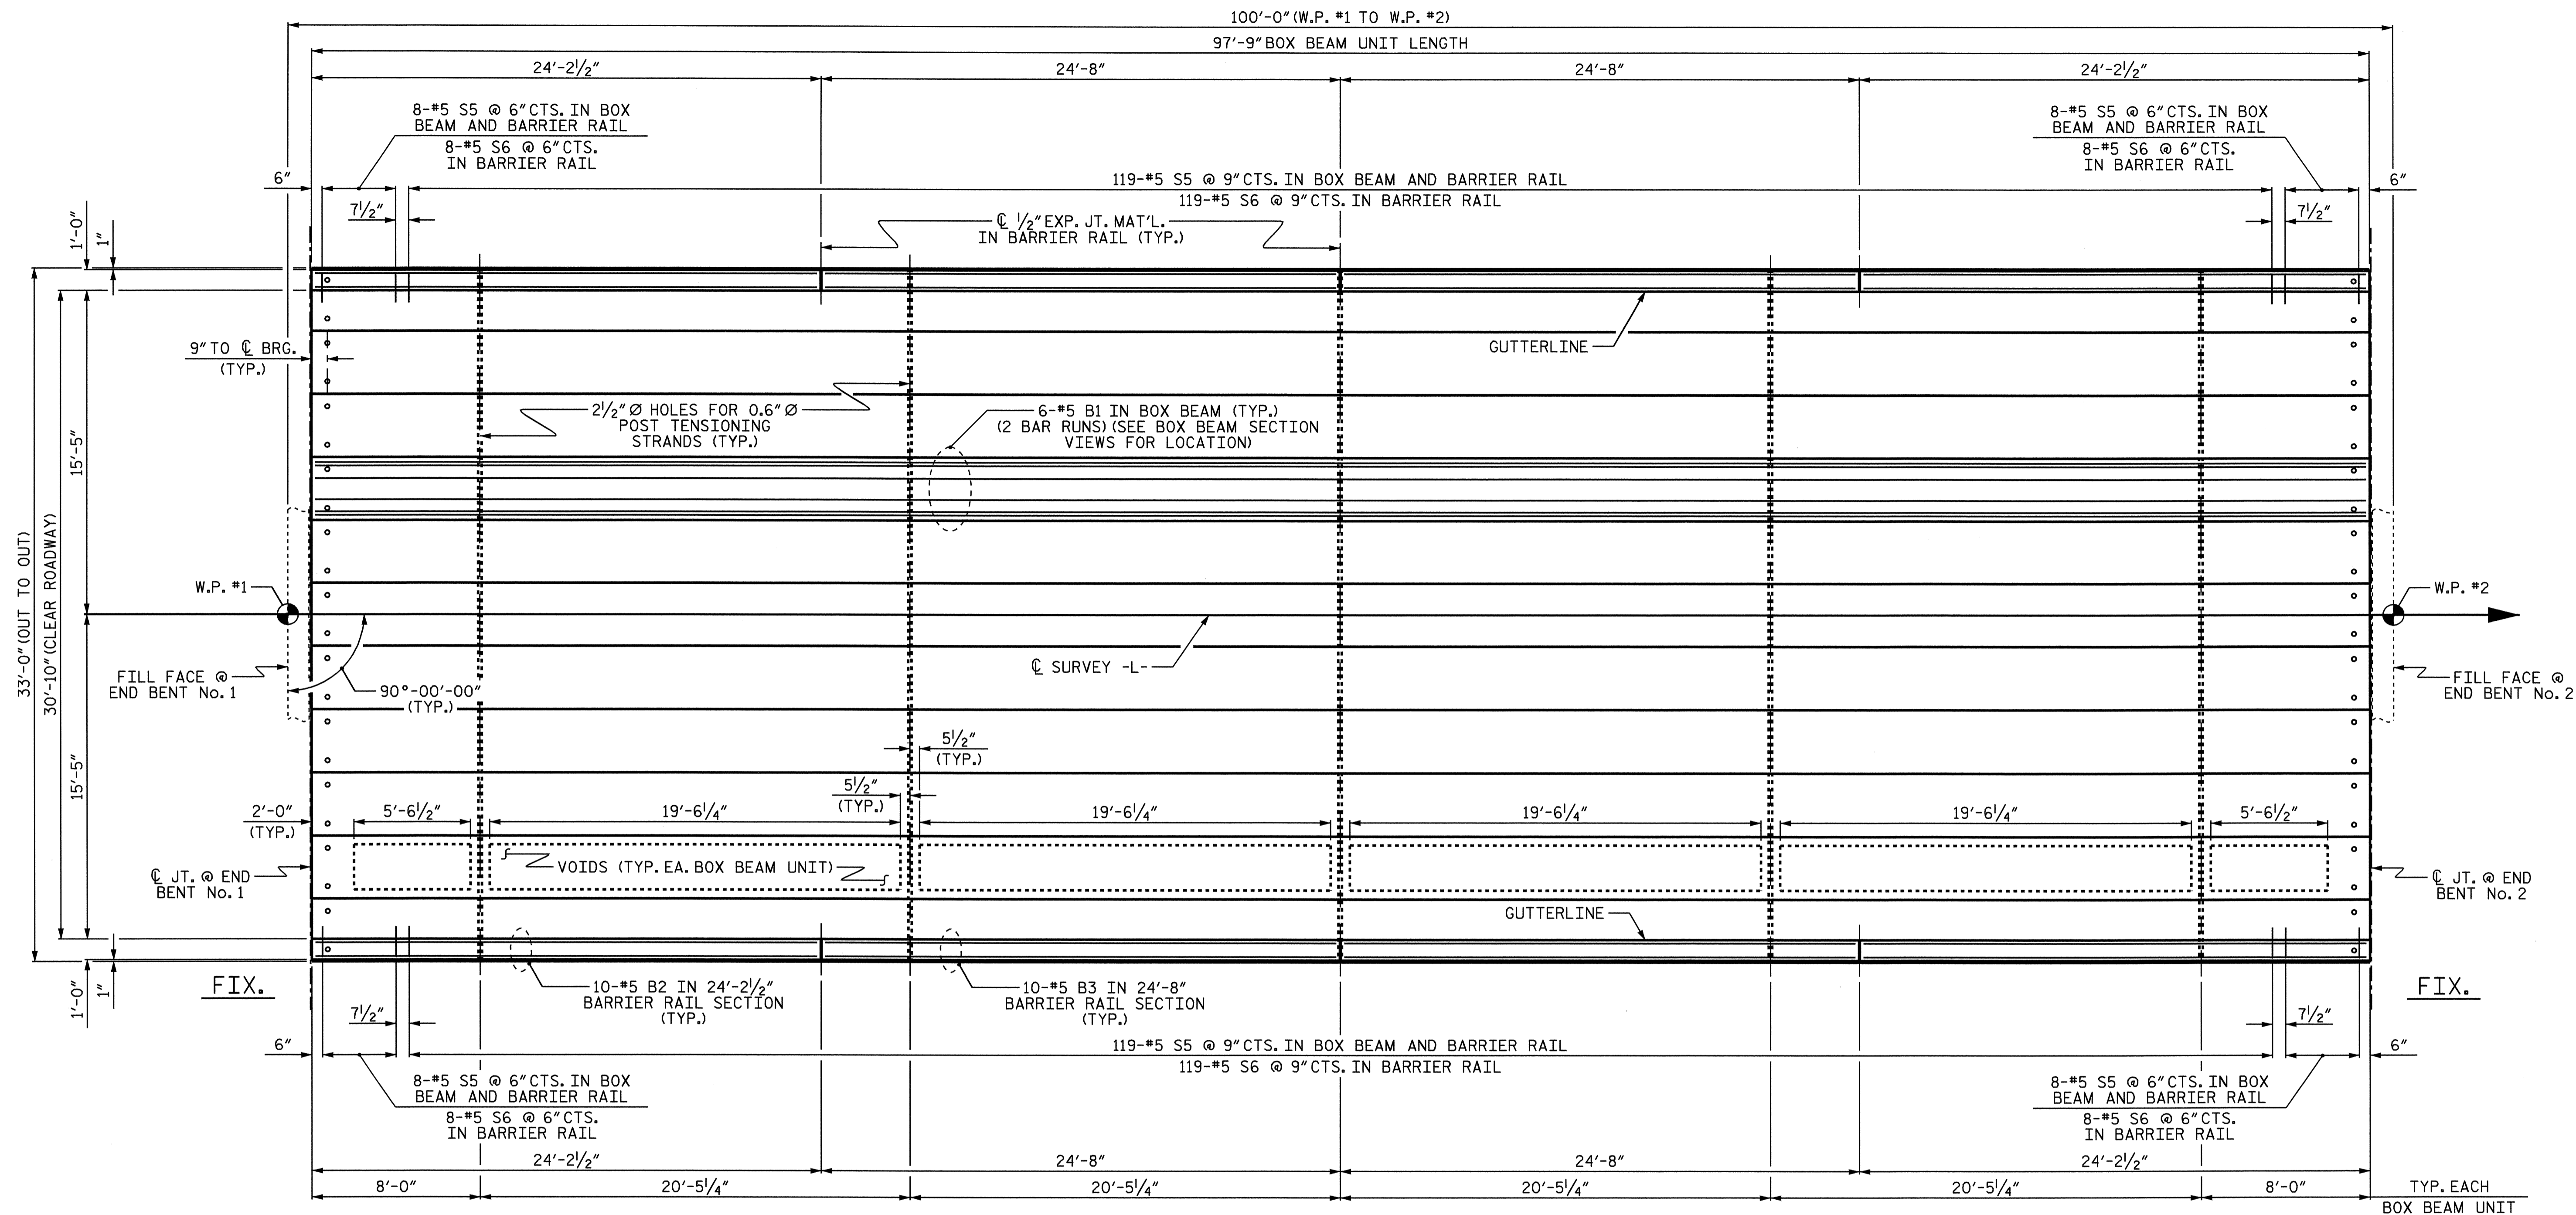 100'-0" (W.P. #1 TO W.P. #2)
97'-9" BOX BEAM UNIT LENGTH
24'-2½"
24'-8"
24'-8"
24'-2½"
8-#5 S5 @ 6" CTS. IN BOX
BEAM AND BARRIER RAIL
8-#5 S6 @ 6" CTS.
IN BARRIER RAIL
8-#5 S5 @ 6" CTS. IN BOX
BEAM AND BARRIER RAIL
8-#5 S6 @ 6" CTS.
IN BARRIER RAIL
6"
119-#5 S5 @ 9" CTS. IN BOX BEAM AND BARRIER RAIL
119-#5 S6 @ 9" CTS. IN BARRIER RAIL
6"
7½"
7½"
1'-0"
1"
℄ ½" EXP. JT. MAT'L.
IN BARRIER RAIL (TYP.)
GUTTERLINE
9" TO ℄ BRG.
(TYP.)
2½" Ø HOLES FOR 0.6" Ø
POST TENSIONING
STRANDS (TYP.)
6-#5 B1 IN BOX BEAM (TYP.)
(2 BAR RUNS) (SEE BOX BEAM SECTION
VIEWS FOR LOCATION)
33'-0" (OUT TO OUT)
30'-10" (CLEAR ROADWAY)
15'-5"
15'-5"
W.P. #1
W.P. #2
FILL FACE @
END BENT No. 1
90°-00'-00"
(TYP.)
℄ SURVEY -L-
FILL FACE @
END BENT No. 2
5½"
(TYP.)
5½"
(TYP.)
2'-0"
(TYP.)
5'-6½"
19'-6¼"
19'-6¼"
19'-6¼"
19'-6¼"
5'-6½"
VOIDS (TYP. EA. BOX BEAM UNIT)
℄ JT. @ END
BENT No. 1
℄ JT. @ END
BENT No. 2
GUTTERLINE
1'-0"
1"
FIX.
FIX.
10-#5 B2 IN 24'-2½"
BARRIER RAIL SECTION
(TYP.)
10-#5 B3 IN 24'-8"
BARRIER RAIL SECTION
(TYP.)
7½"
7½"
6"
119-#5 S5 @ 9" CTS. IN BOX BEAM AND BARRIER RAIL
119-#5 S6 @ 9" CTS. IN BARRIER RAIL
6"
8-#5 S5 @ 6" CTS. IN BOX
BEAM AND BARRIER RAIL
8-#5 S6 @ 6" CTS.
IN BARRIER RAIL
8-#5 S5 @ 6" CTS. IN BOX
BEAM AND BARRIER RAIL
8-#5 S6 @ 6" CTS.
IN BARRIER RAIL
24'-2½"
24'-8"
24'-8"
24'-2½"
8'-0"
20'-5¼"
20'-5¼"
20'-5¼"
20'-5¼"
8'-0"
TYP. EACH
BOX BEAM UNIT